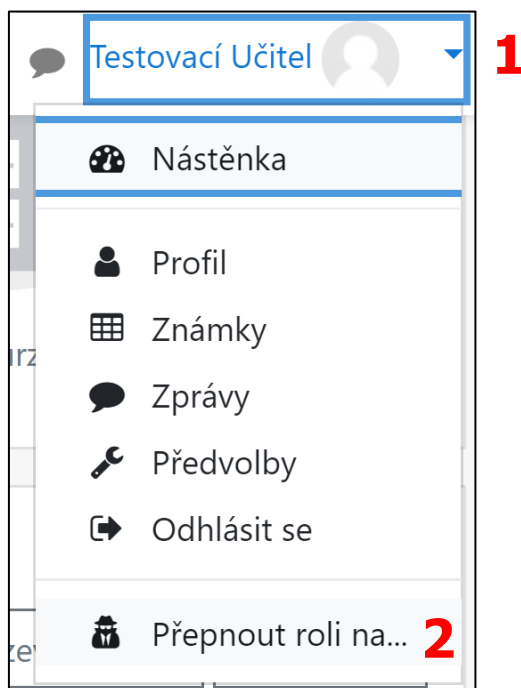 Testovací Učitel
1
Nástěnka
Profil
Známky
Zprávy
Předvolby
Odhlásit se
Přepnout roli na... 2